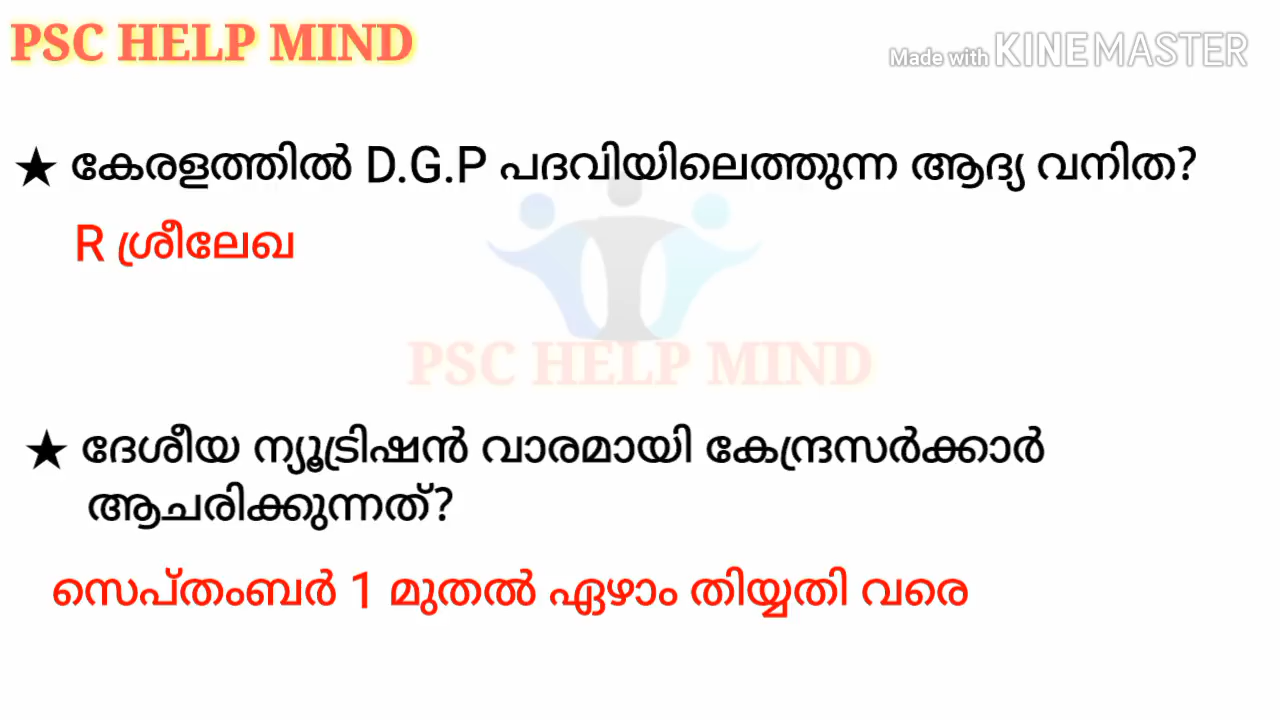 PSC HELP MIND
Made with KINEMASTER
★ കേരളത്തിൽ D.G.P പദവിയിലെത്തുന്ന ആദ്യ വനിത?
R ശ്രീലേഖ
PSC HELP MIND
★ ദേശീയ ന്യൂട്രിഷൻ വാരമായി കേന്ദ്രസർക്കാർ
ആചരിക്കുന്നത്?
സെപ്തംബർ 1 മുതൽ ഏഴാം തിയ്യതി വരെ